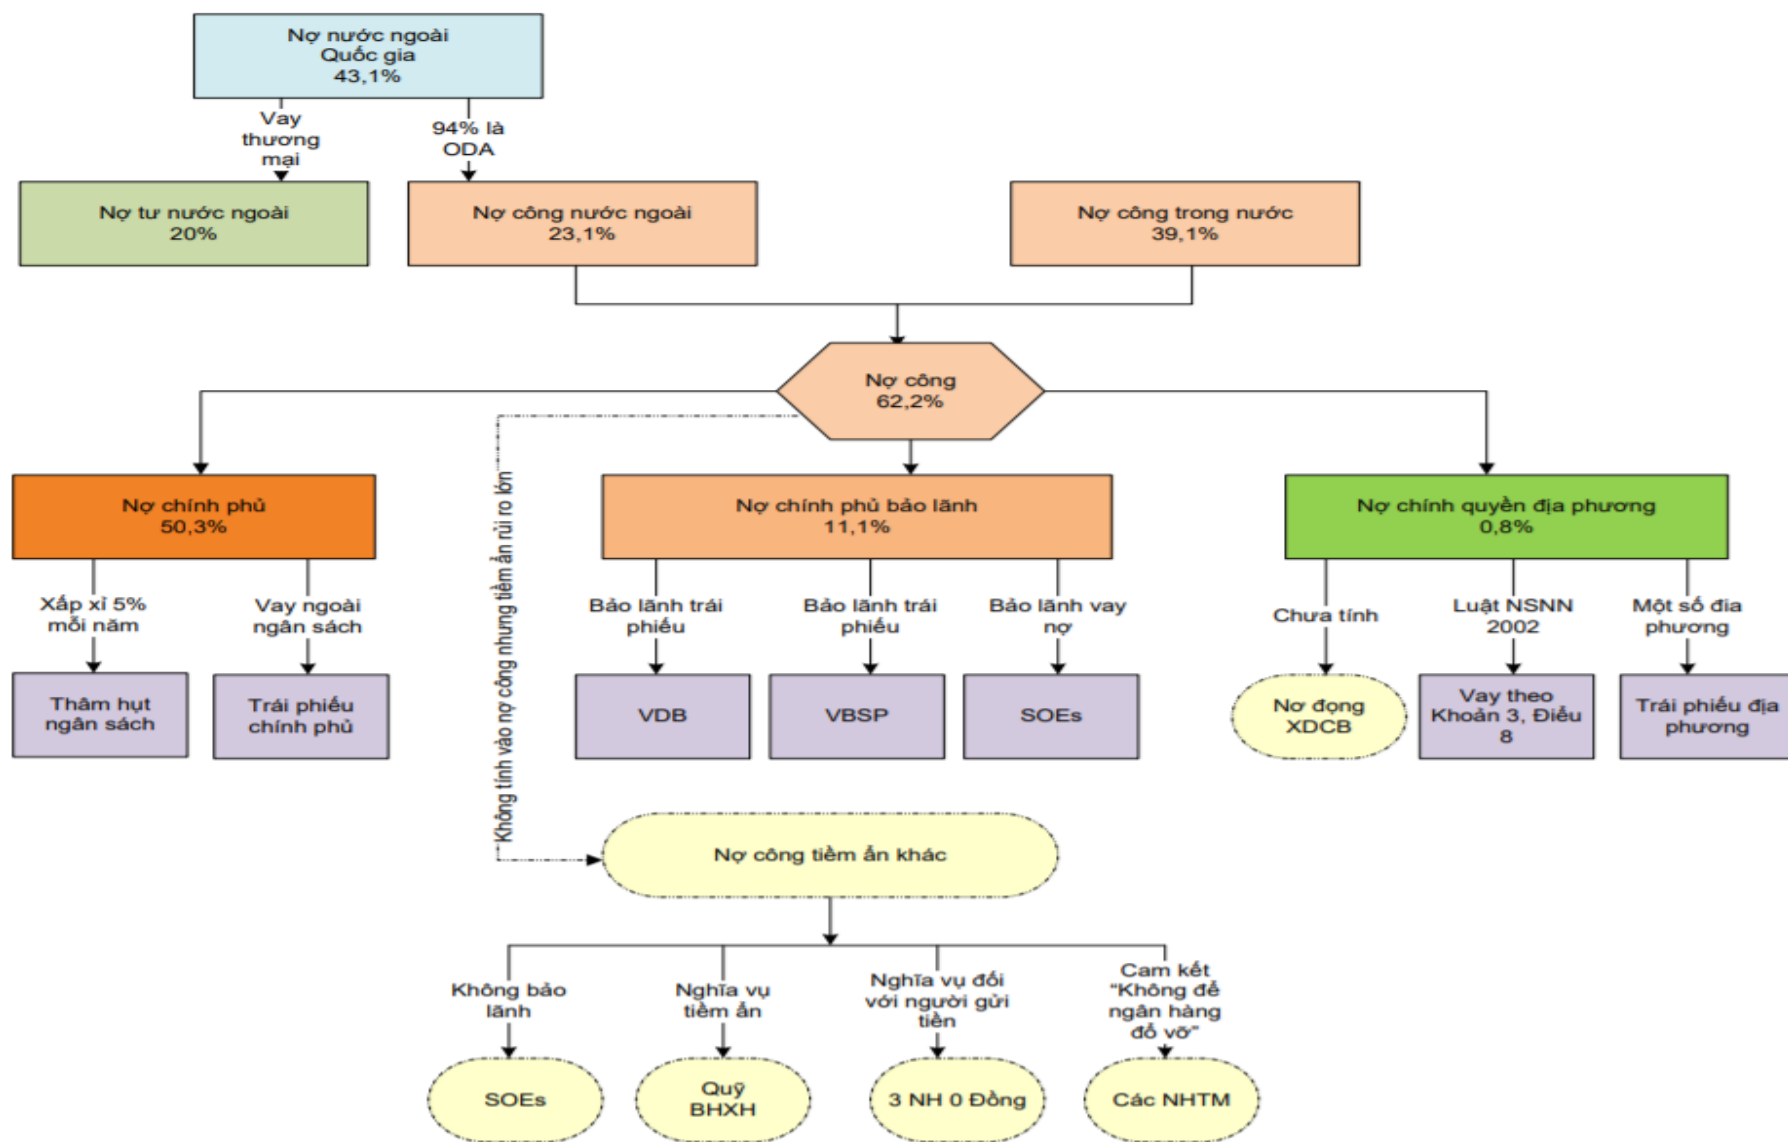 Nợ nước ngoài
Quốc gia
43,1%
Vay
thương
mại
94% là
ODA
Nợ tư nước ngoài
20%
Nợ công nước ngoài
23,1%
Nợ công trong nước
39,1%
Nợ công
62,2%
Không tính vào nợ công nhưng tiềm ẩn rủi ro lớn
Nợ chính phủ
50,3%
Nợ chính phủ bảo lãnh
11,1%
Nợ chính quyền địa phương
0,8%
Xấp xỉ 5%
mỗi năm
Vay ngoài
ngân sách
Bảo lãnh trái
phiếu
Bảo lãnh trái
phiếu
Bảo lãnh vay
nợ
Chưa tính
Luật NSNN
2002
Một số đia
phương
Thâm hụt
ngân sách
Trái phiếu
chính phủ
VDB
VBSP
SOEs
Nơ đọng
XDCB
Vay theo
Khoản 3, Điều
8
Trái phiếu địa
phương
Nợ công tiềm ẩn khác
Không bảo
lãnh
Nghĩa vụ
tiềm ẩn
Nghĩa vụ đối
với người gửi
tiền
Cam kết
"Không để
ngân hàng
đổ vỡ"
SOEs
Quỹ
BHXH
3 NH 0 Đồng
Các NHTM